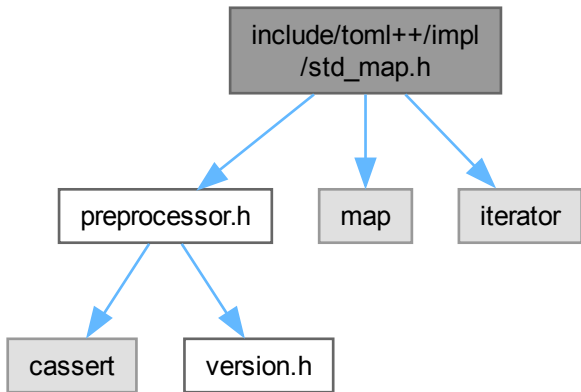 include/toml++/impl
/std_map.h
preprocessor.h
map
iterator
cassert
version.h